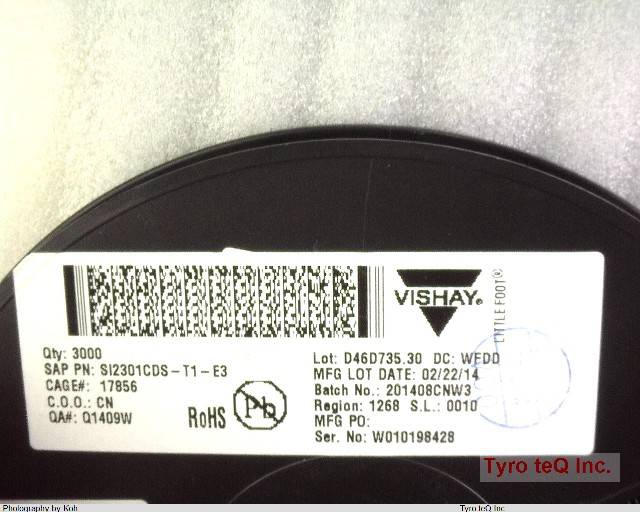 VISHAY®
LITTLE FOOT®
Qty: 3000
SAP PN: SI2301CDS-T1-E3
CAGE#: 17856
C.O.O.: CN
QA#: Q1409W
RoHS
Pb
Lot: D46D735.30 DC: WFDD
MFG LOT DATE: 02/22/14
Batch No.: 201408CNW3
Region: 1268 S.L.: 0010
MFG PO:
Ser. No: W010198428
Tyro teQ Inc.
Photography by Koh
Tyro teQ Inc